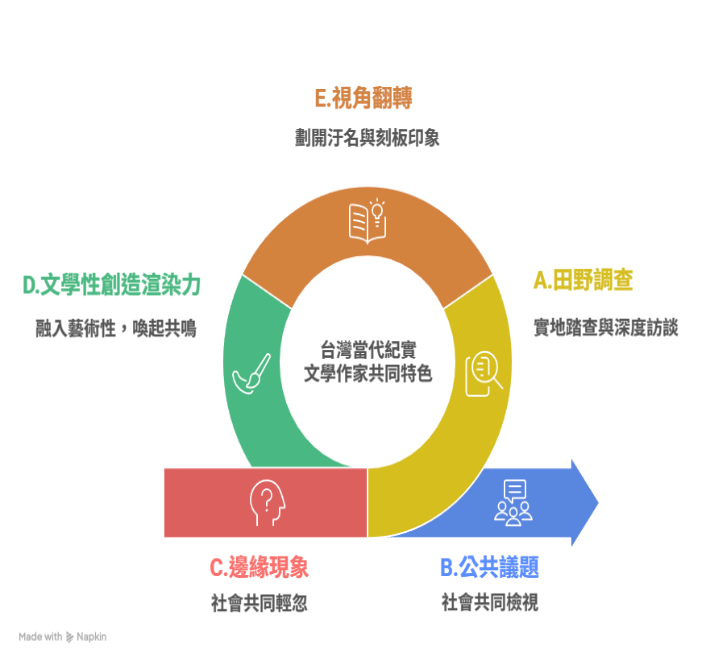 E.視角翻轉
劃開汙名與刻板印象
D.文學性創造渲染力
融入藝術性，喚起共鳴
A.田野調查
實地踏查與深度訪談
台灣當代紀實
文學作家共同特色
C.邊緣現象
社會共同輕忽
B.公共議題
社會共同檢視
Made with Napkin